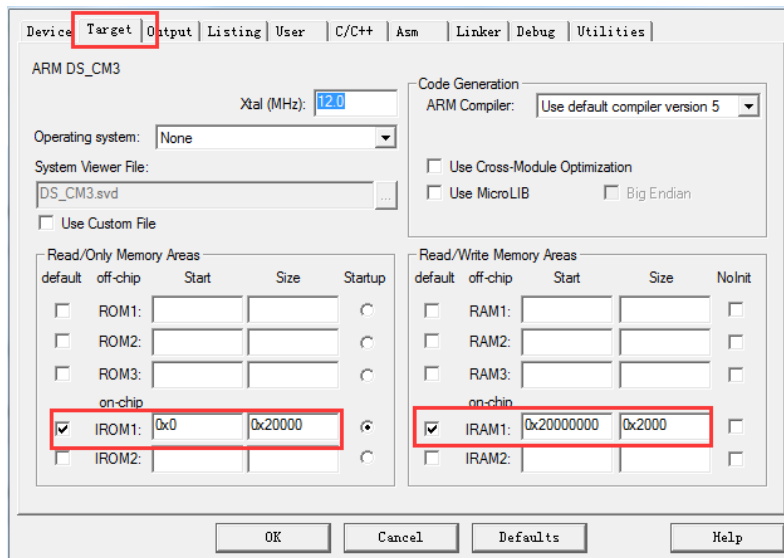 Device Target Output Listing User C/C++ Asm Linker Debug Utilities
ARM DS_CM3
Xtal (MHz): 12.0
Operating system: None
System Viewer File:
DS_CM3.svd ...
Use Custom File
Code Generation
ARM Compiler: Use default compiler version 5
Use Cross-Module Optimization
Use MicroLIB Big Endian
Read/Only Memory Areas
default off-chip Start Size Startup
ROM1:
ROM2:
ROM3:
on-chip
IROM1: 0x0 0x20000
IROM2:
Read/Write Memory Areas
default off-chip Start Size NoInit
RAM1:
RAM2:
RAM3:
on-chip
IRAM1: 0x20000000 0x2000
IRAM2:
OK Cancel Defaults Help